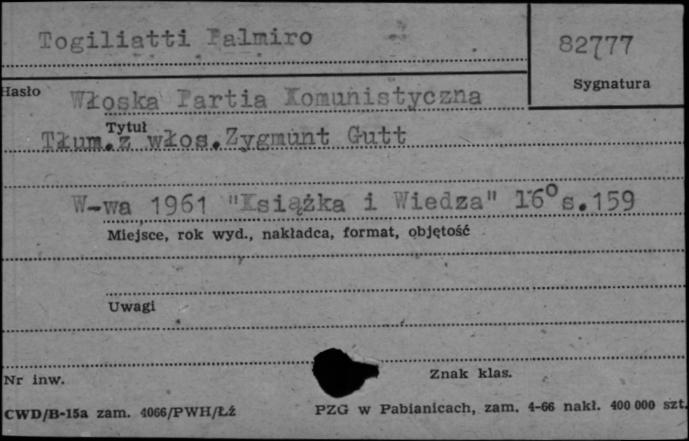 Togiliatti Palmiro
82777
Sygnatura
Hasło
Włoska Partia Komunistyczna
Tytuł
Tłum.z włos.Zygmunt Gutt
W-wa 1961 "Książka i Wiedza" 16° s.159
Miejsce, rok wyd., nakładca, format, objętość
Uwagi
Nr inw.
Znak klas.
CWD/B-15a zam. 4066/PWH/Łź
PZG w Pabianicach, zam. 4-66 nakł. 400 000 szt.